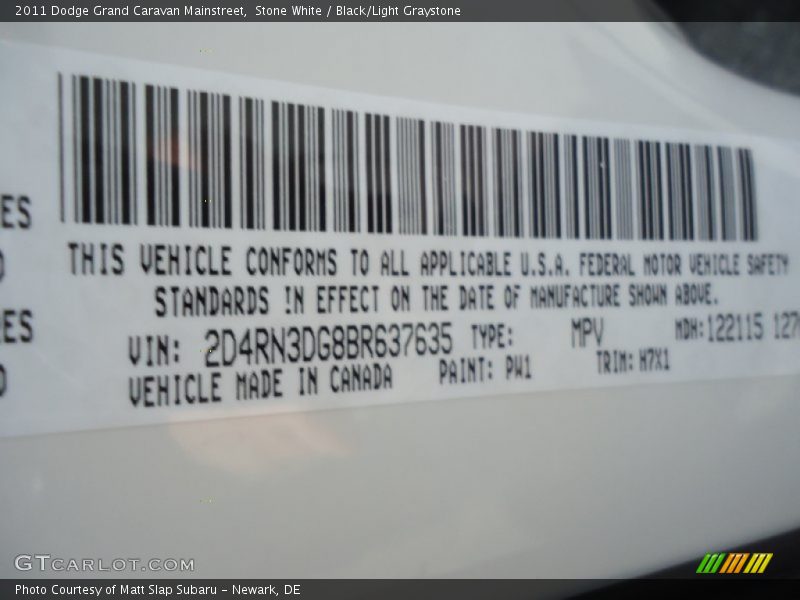 2011 Dodge Grand Caravan Mainstreet,  Stone White / Black/Light Graystone
ES
THIS VEHICLE CONFORMS TO ALL APPLICABLE U.S.A. FEDERAL MOTOR VEHICLE SAFETY
STANDARDS IN EFFECT ON THE DATE OF MANUFACTURE SHOWN ABOVE.
ES
VIN: 2D4RN3DG8BR637635 TYPE: MPV MDH: 122115 127
VEHICLE MADE IN CANADA PAINT: PW1 TRIM: H7X1
GTCARLOT.COM
Photo Courtesy of Matt Slap Subaru - Newark, DE